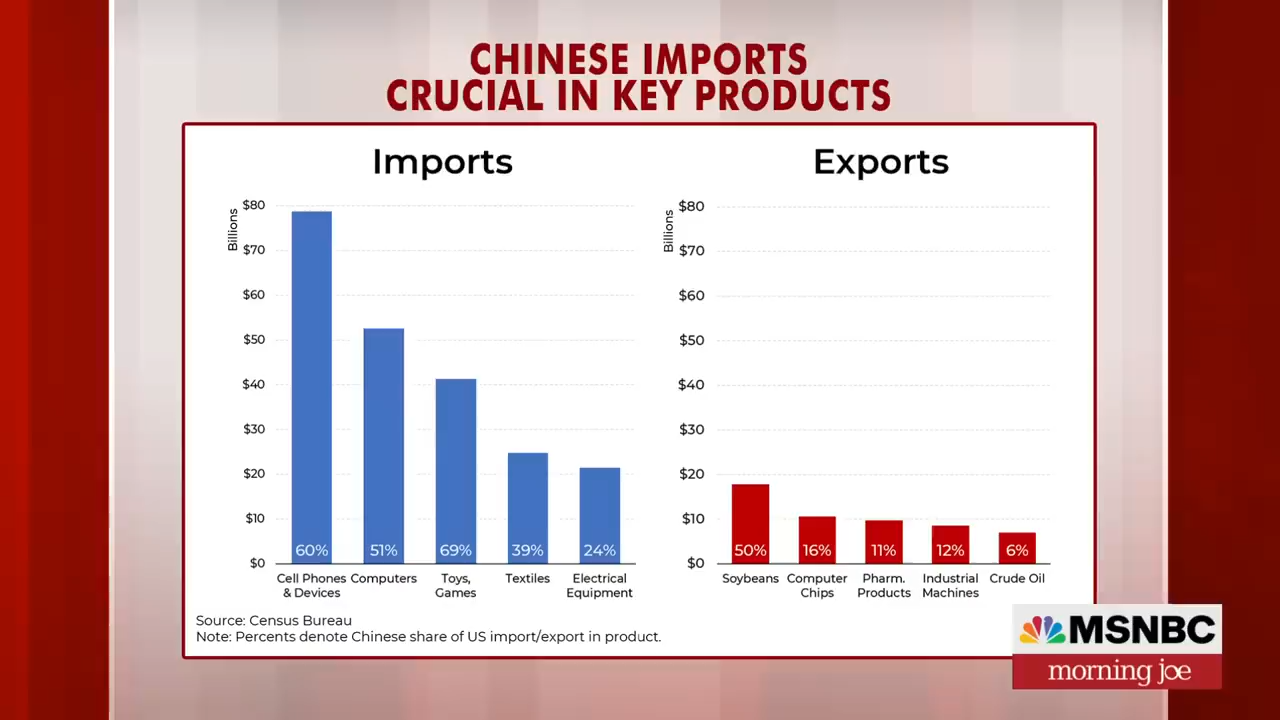 CHINESE IMPORTS
CRUCIAL IN KEY PRODUCTS
Imports
Billions
$80
$70
$60
$50
$40
$30
$20
$10
$0
60%
51%
69%
39%
24%
Cell Phones
& Devices
Computers
Toys,
Games
Textiles
Electrical
Equipment
Exports
Billions
$80
$70
$60
$50
$40
$30
$20
$10
$0
50%
16%
11%
12%
6%
Soybeans
Computer
Chips
Pharm.
Products
Industrial
Machines
Crude Oil
Source: Census Bureau
Note: Percents denote Chinese share of US import/export in product.
MSNBC
morning joe